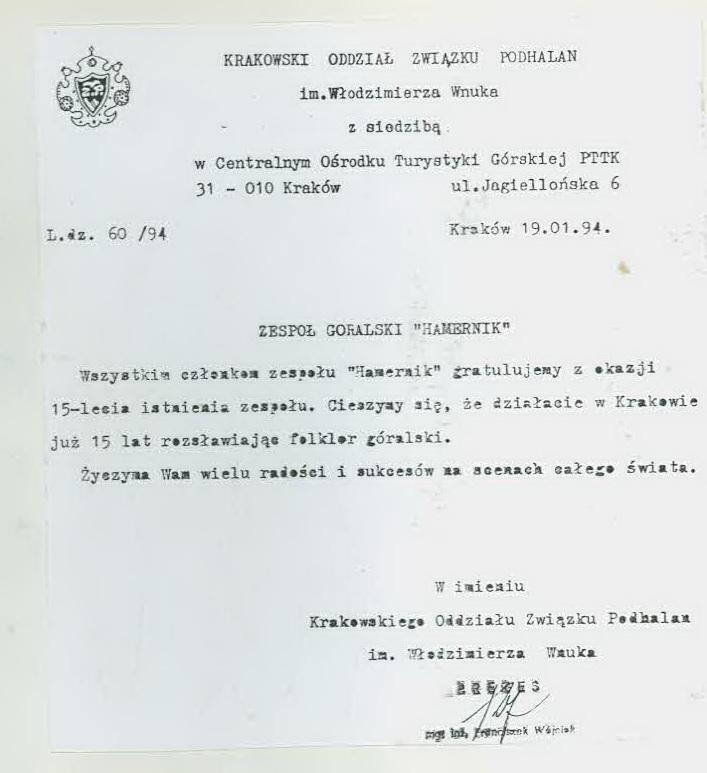 KRAKOWSKI ODDZIAŁ ZWIĄZKU PODHALAN
im.Włodzimierza Wnuka
z siedzibą
w Centralnym Ośrodku Turystyki Górskiej PTTK
31 - 010 Kraków ul.Jagiellońska 6
L.dz. 60 /94 Kraków 19.01.94.
ZESPOŁ GORALSKI "HAMERNIK"
Wszystkim członkom zespołu "Hamernik" gratulujemy z okazji
15-lecia istnienia zespołu. Cieszymy się, że działacie w Krakowie
już 15 lat rozsławiając folklor góralski.
Życzyma Wam wielu radości i sukcesów na scenach całego świata.
W imieniu
Krakowskiego Oddziału Związku Podhalan
im. Włodzimierza Wnuka
PREZES
mgr inż. Franciszek Wójciak